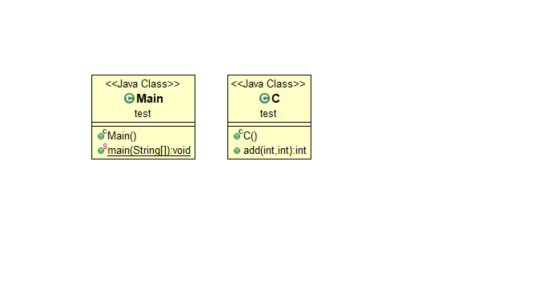 <<Java Class>>
Main
test
Main()
main(String[]):void
<<Java Class>>
C
test
C()
add(int,int):int